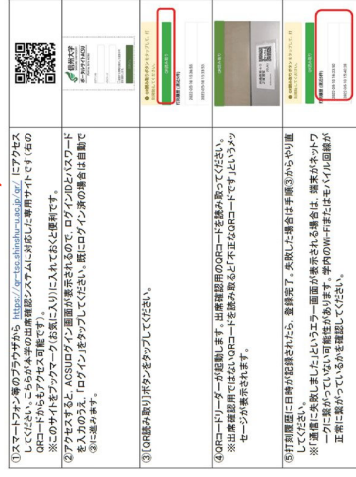 ①スマートフォン等のブラウザから https://qr-tsc.shinshu-u.ac.jp/qr/ にアクセス
してください。こちらが本学の出席確認システムに対応した専用サイトです（右の
QRコードからもアクセス可能です）。
※このサイトをブックマーク（お気に入り）に入れておくと便利です。
信州大学
②アクセスすると、ACSUログイン画面が表示されるので、ログインIDとパスワード
を入力のうえ、「ログイン」をタップしてください。既にログイン済の場合は自動で
③に進みます。
③[QR読み取り]ボタンをタップしてください。
④QRコードリーダーが起動します。出席確認用のQRコードを読み取ってください。
※出席確認用ではないQRコードを読み取ると「不正なQRコードです」というメッ
セージが表示されます。
⑤打刻履歴に日時が記録されたら、登録完了。失敗した場合は手順③からやり直
してください。
※「通信に失敗しました」というエラー画面が表示される場合は、端末がネットワ
ークに繋がっていない可能性があります。学内のWi-Fiまたはモバイル回線が
正常に繋がっているかを確認してください。